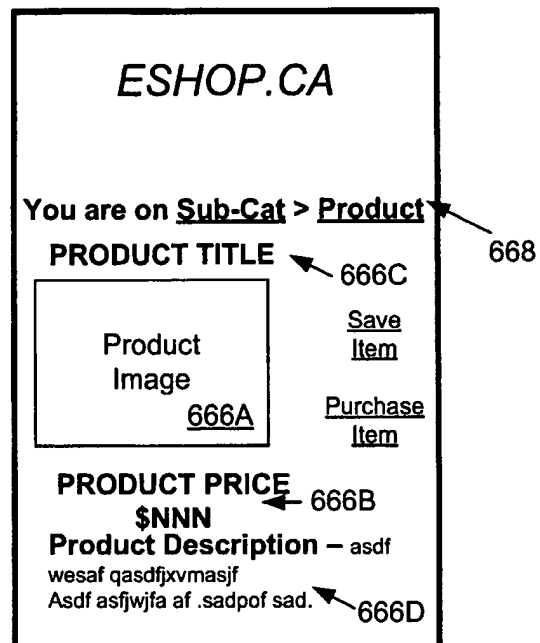 ESHOP.CA
You are on Sub-Cat > Product
668
PRODUCT TITLE
666C
Product
Image
666A
Save
Item
Purchase
Item
PRODUCT PRICE
$NNN
666B
Product Description – asdf
wesaf qasdfjxvmasjf
Asdf asfjwjfa af .sadpof sad.
666D